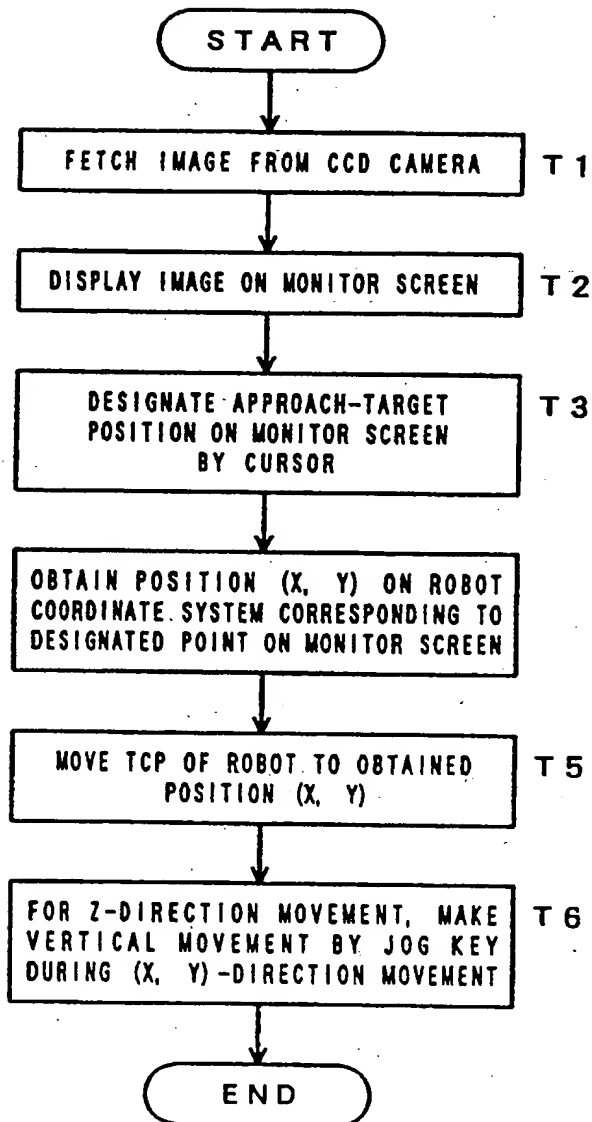 START
FETCH IMAGE FROM CCD CAMERA T1
DISPLAY IMAGE ON MONITOR SCREEN T2
DESIGNATE APPROACH-TARGET T3
POSITION ON MONITOR SCREEN
BY CURSOR
OBTAIN POSITION (X, Y) ON ROBOT
COORDINATE SYSTEM CORRESPONDING TO
DESIGNATED POINT ON MONITOR SCREEN
MOVE TCP OF ROBOT TO OBTAINED T5
POSITION (X, Y)
FOR Z-DIRECTION MOVEMENT, MAKE T6
VERTICAL MOVEMENT BY JOG KEY
DURING (X, Y)-DIRECTION MOVEMENT
END